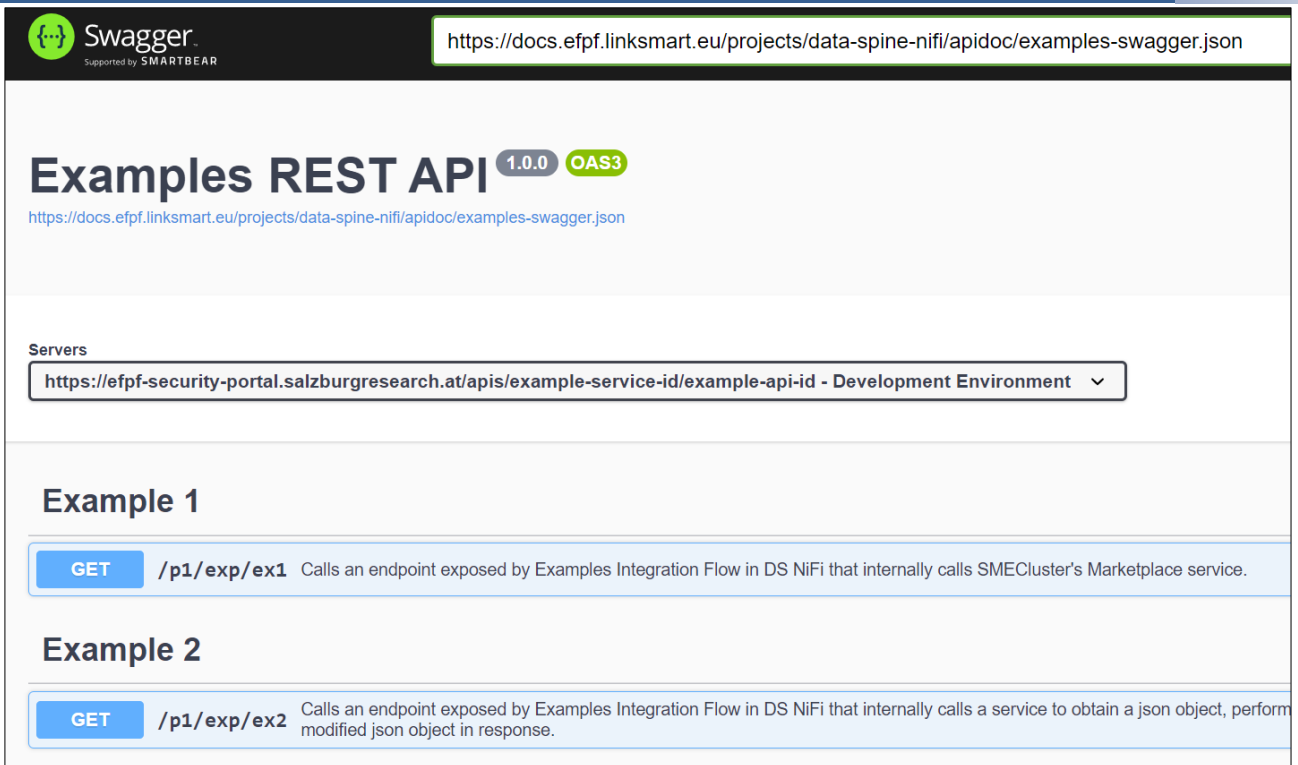 {...} Swagger
Supported by SMARTBEAR
https://docs.efpf.linksmart.eu/projects/data-spine-nifi/apidoc/examples-swagger.json
Examples REST API 1.0.0 OAS3
https://docs.efpf.linksmart.eu/projects/data-spine-nifi/apidoc/examples-swagger.json
Servers
https://efpf-security-portal.salzburgresearch.at/apis/example-service-id/example-api-id - Development Environment
Example 1
GET /p1/exp/ex1 Calls an endpoint exposed by Examples Integration Flow in DS NiFi that internally calls SMECluster's Marketplace service.
Example 2
GET /p1/exp/ex2 Calls an endpoint exposed by Examples Integration Flow in DS NiFi that internally calls a service to obtain a json object, perform
modified json object in response.